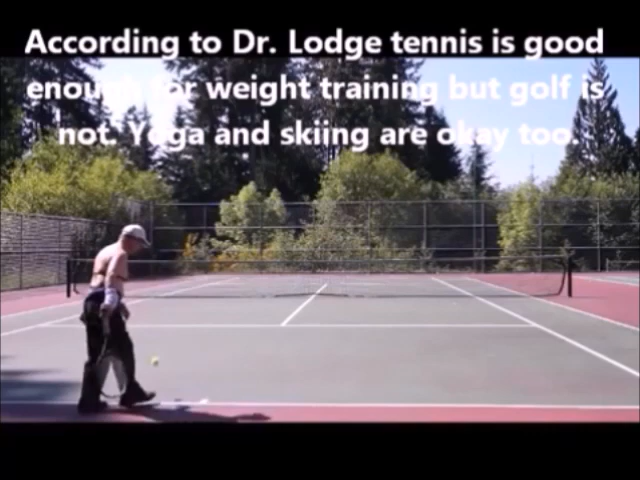 According to Dr. Lodge tennis is good
enough for weight training but golf is
not. Yoga and skiing are okay too.